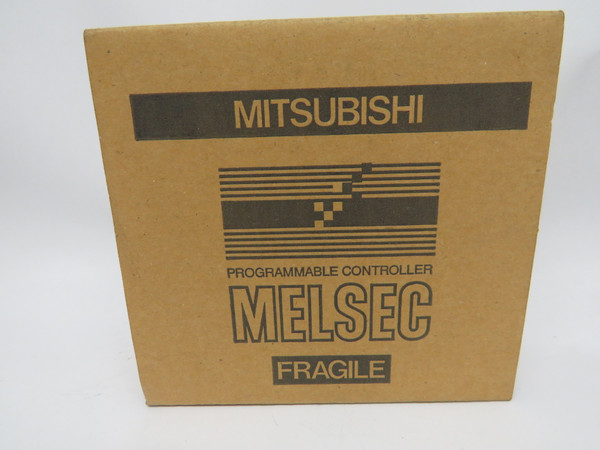 MITSUBISHI
PROGRAMMABLE CONTROLLER
MELSEC
FRAGILE